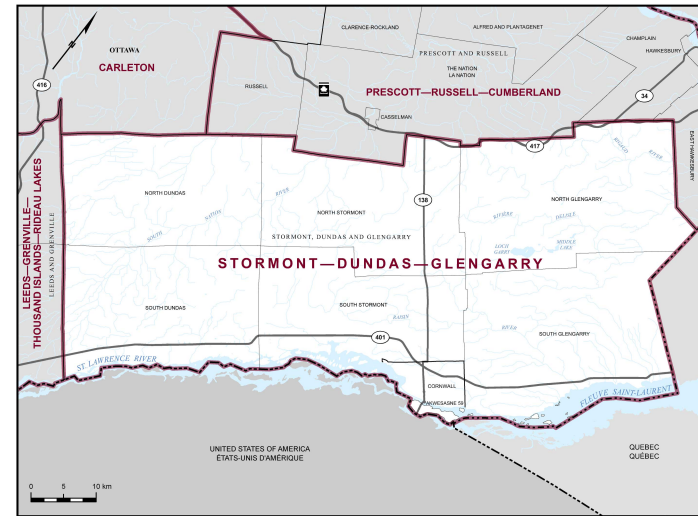 CLARENCE-ROCKLAND
ALFRED AND PLANTAGENET
CHAMPLAIN
HAWKESBURY
OTTAWA
CARLETON
PRESCOTT AND RUSSELL
THE NATION
LA NATION
416
RUSSELL
PRESCOTT—RUSSELL—CUMBERLAND
34
CASSELMAN
417
EAST-HAWKESBURY
RIVER
LEEDS—GRENVILLE—
THOUSAND ISLANDS—RIDEAU LAKES
LEEDS AND GRENVILLE
NORTH DUNDAS
RIVER
NATION
SOUTH
138
NORTH STORMONT
NORTH GLENGARRY
RIVIÈRE
DELISLE
STORMONT, DUNDAS AND GLENGARRY
LOCH
GARRY
MIDDLE
LAKE
STORMONT—DUNDAS—GLENGARRY
SOUTH DUNDAS
SOUTH STORMONT
RAISIN
RIVER
SOUTH GLENGARRY
401
ST. LAWRENCE RIVER
CORNWALL
AKWESASNE 59
FLEUVE SAINT-LAURENT
UNITED STATES OF AMERICA
ÉTATS-UNIS D'AMÉRIQUE
QUEBEC
QUÉBEC
0 5 10 km